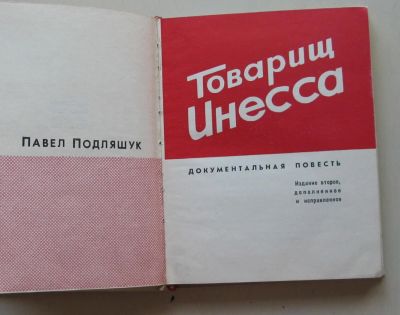 Павел Подляшук
Товарищ
Инесса
ДОКУМЕНТАЛЬНАЯ ПОВЕСТЬ
Издание второе,
дополненное
и исправленное